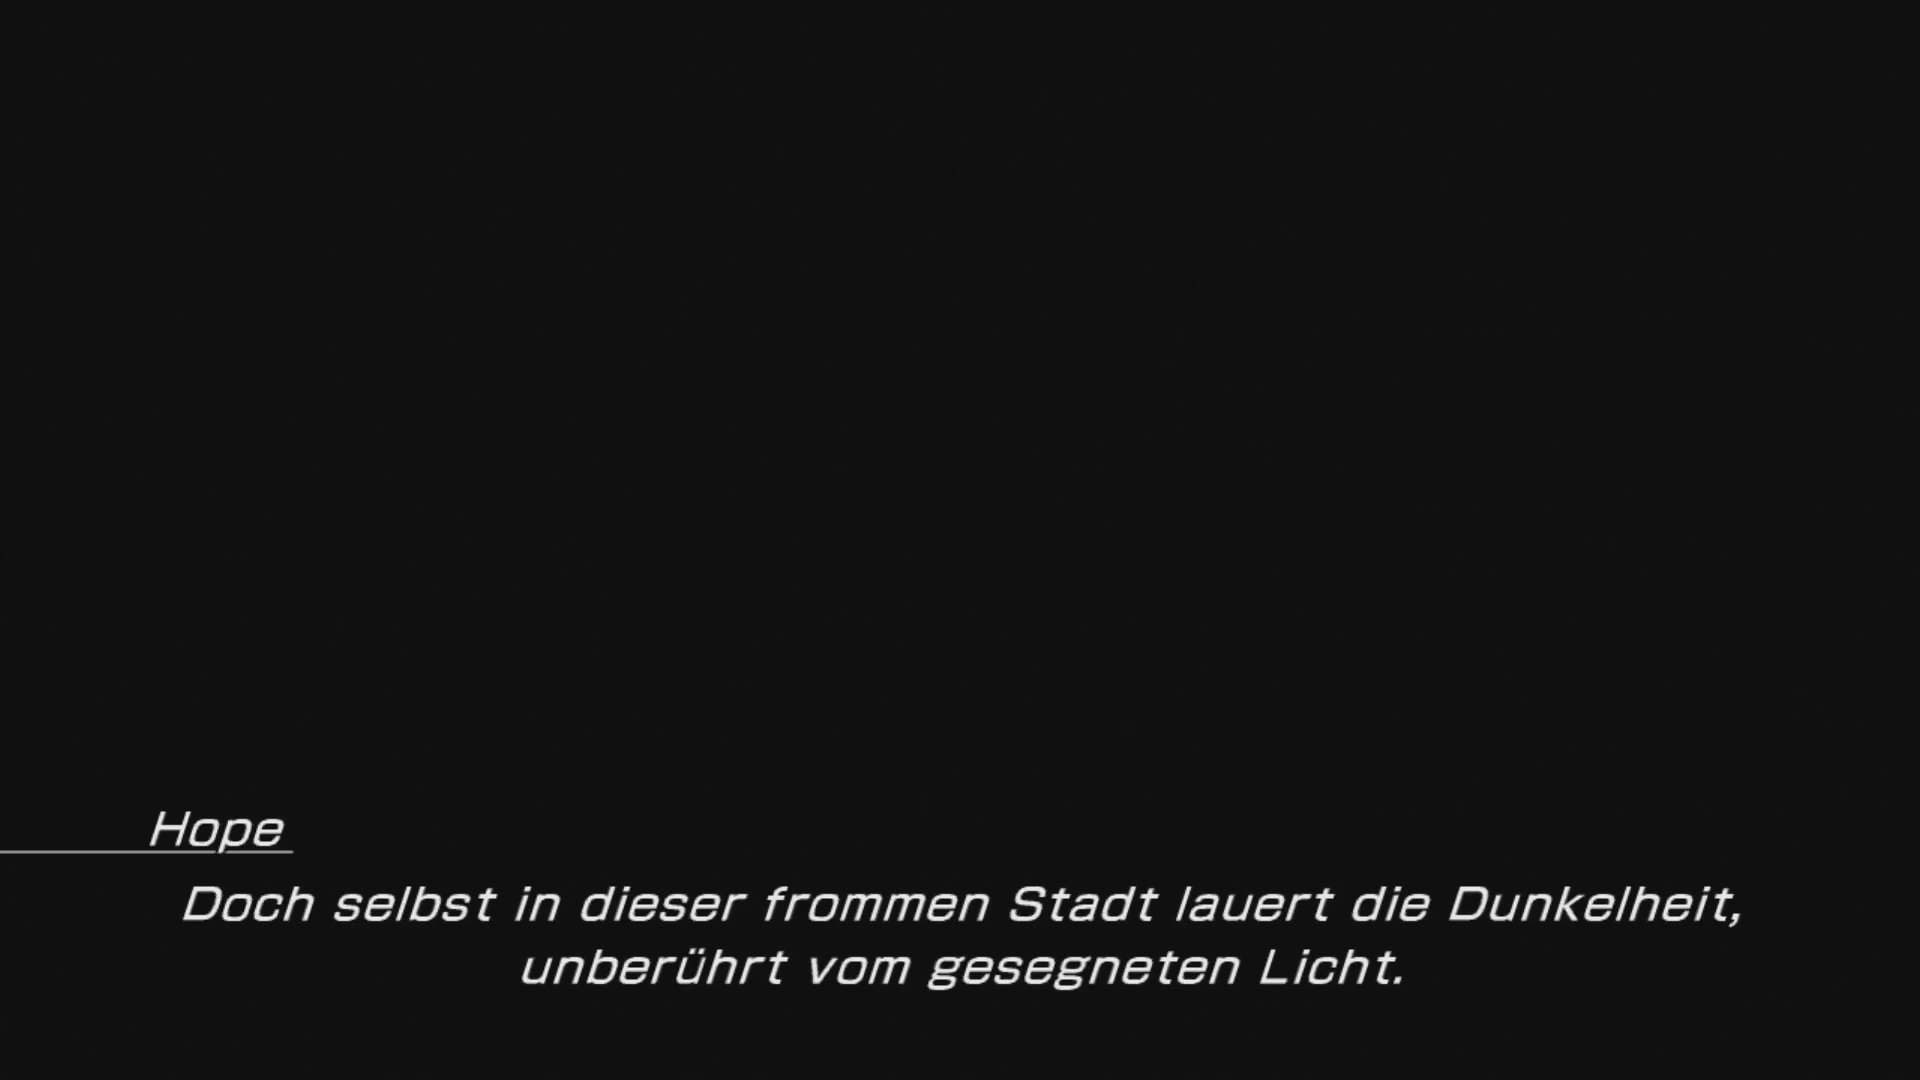 Hope
Doch selbst in dieser frommen Stadt lauert die Dunkelheit,
unberührt vom gesegneten Licht.